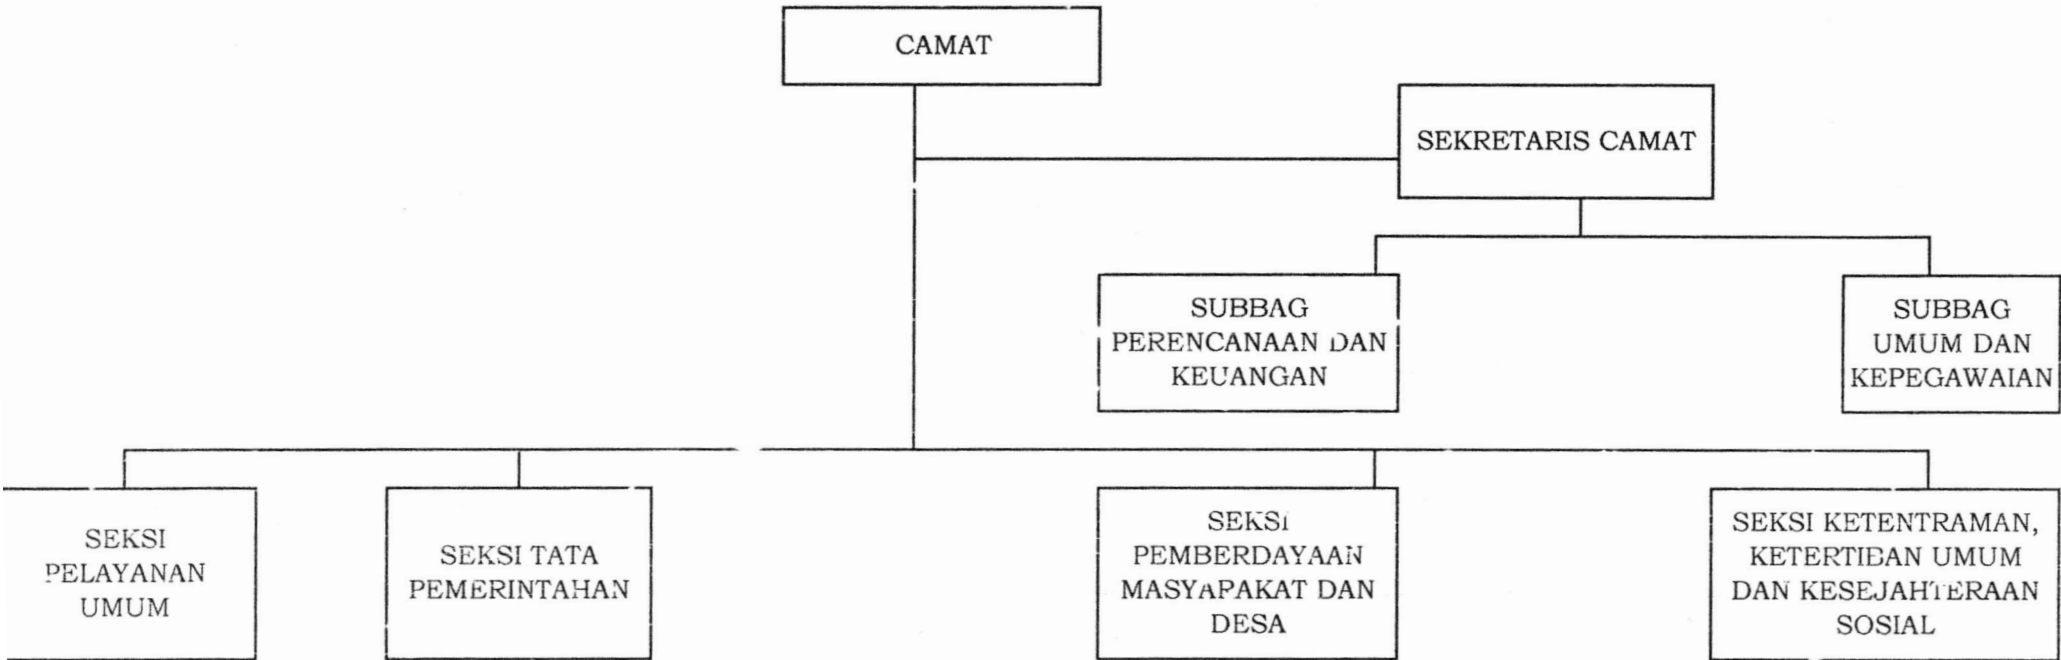 CAMAT
SEKRETARIS CAMAT
SUBBAG
PERENCANAAN DAN
KEUANGAN
SUBBAG
UMUM DAN
KEPEGAWAIAN
SEKSI
PELAYANAN
UMUM
SEKSI TATA
PEMERINTAHAN
SEKSI
PEMBERDAYAAN
MASYAPAKAT DAN
DESA
SEKSI KETENTRAMAN,
KETERTIBAN UMUM
DAN KESEJAHTERAAN
SOSIAL